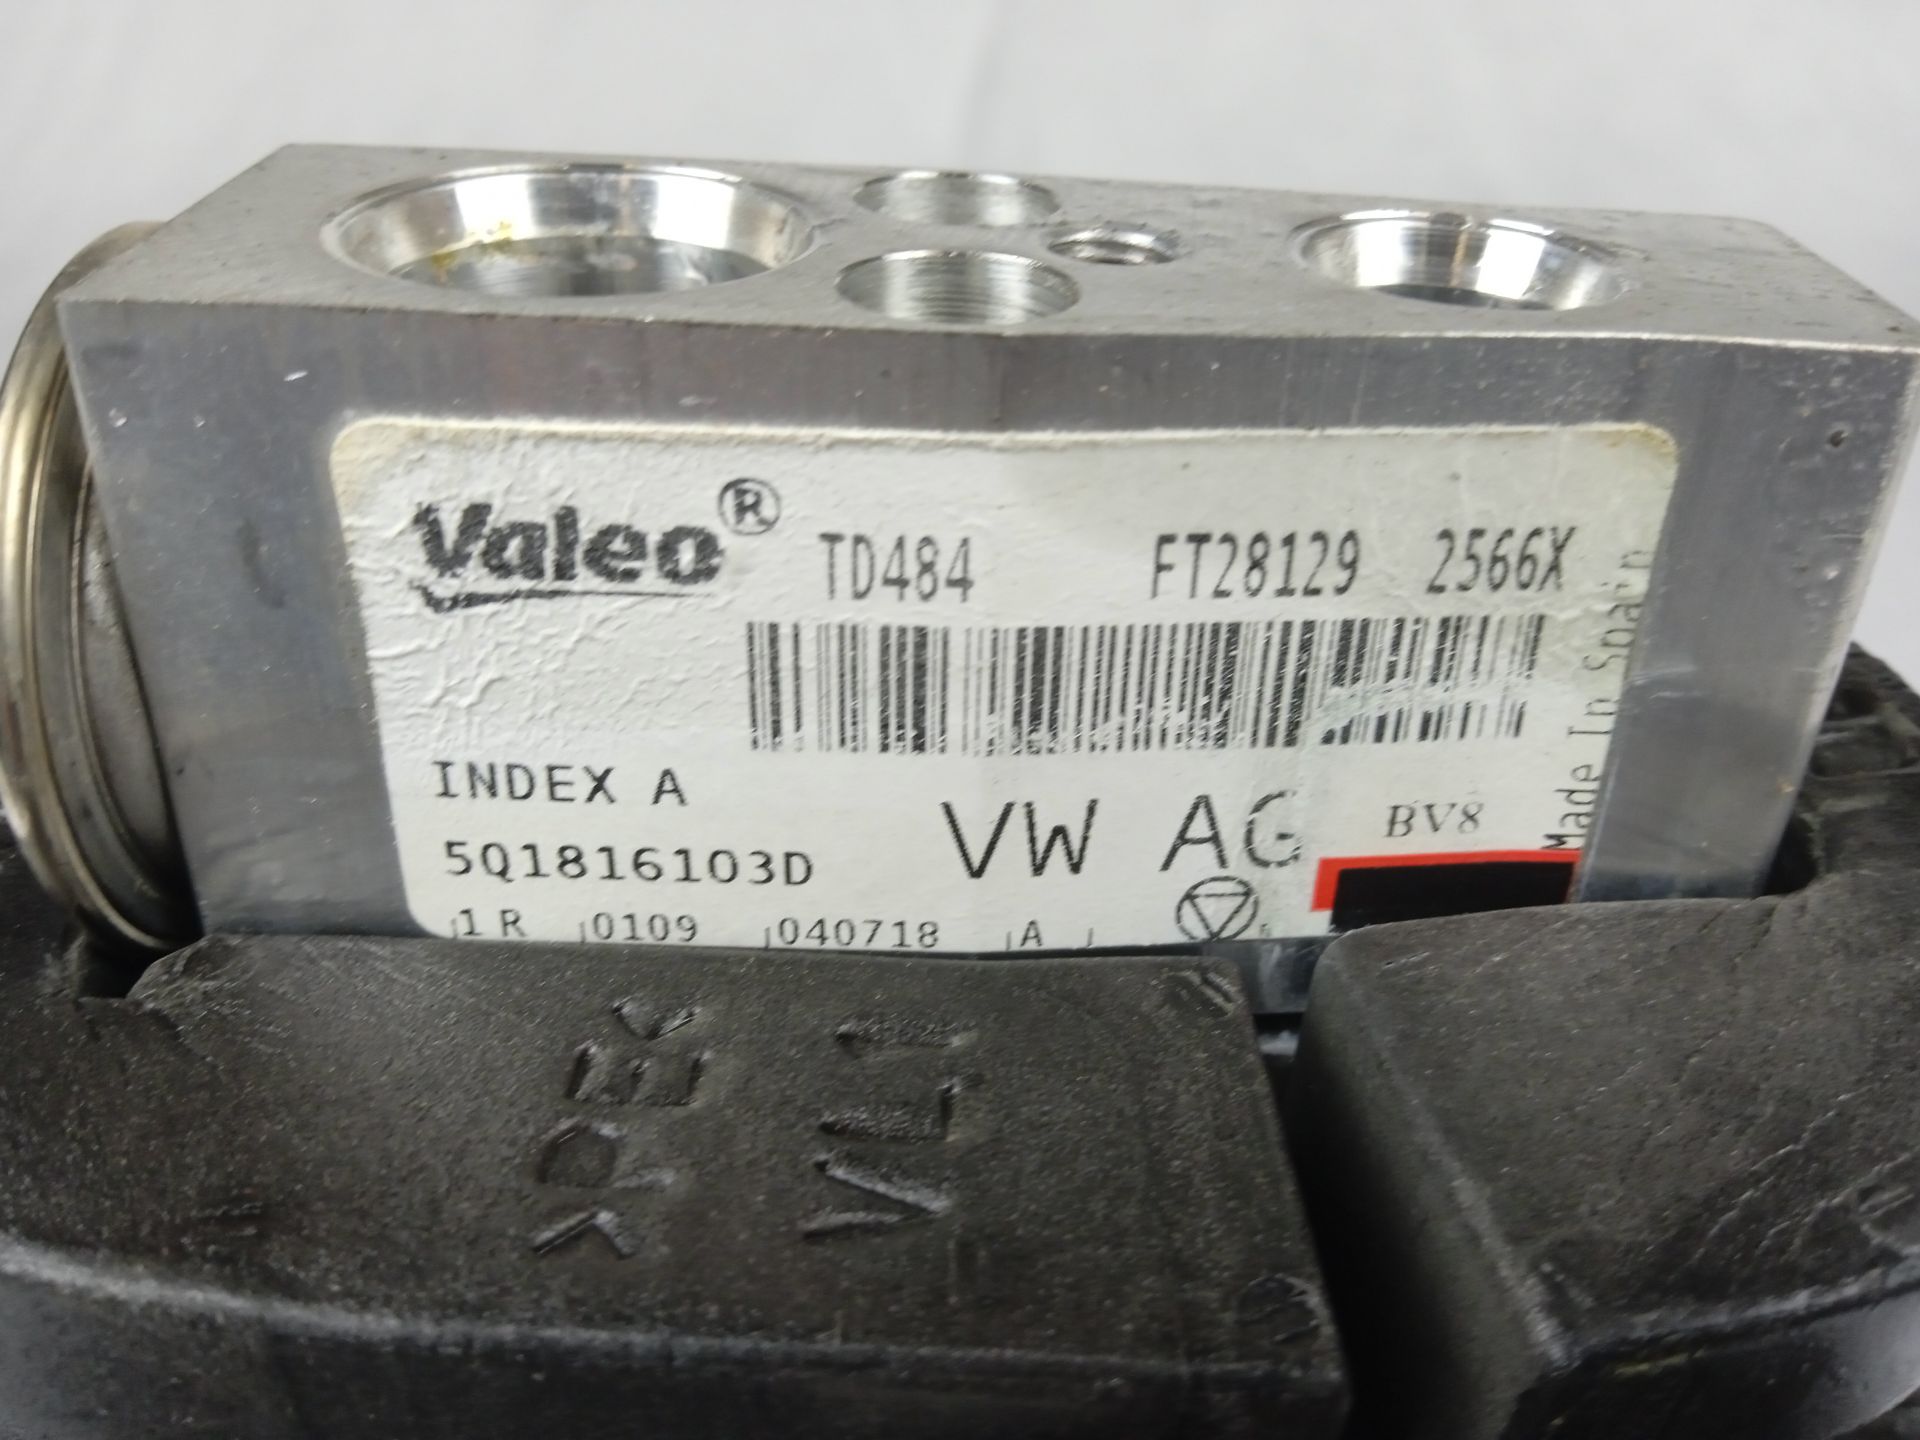 Valeo® TD484 FT28129 2566X
Made In Spain
INDEX A
VW AG BV8
5Q1816103D
1R 0109 040718 A